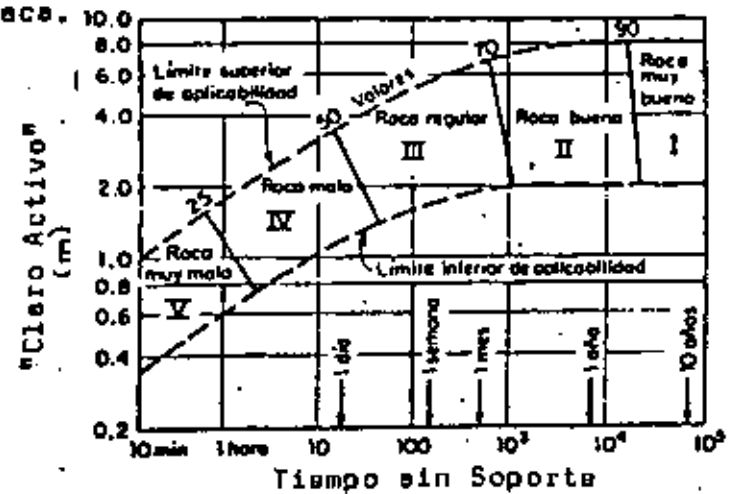 aca.
10.0
8.0
6.0
4.0
2.0
1.0
0.8
0.6
0.4
0.2
"Claro Activo"
(m)
Límite superior
de aplicabilidad
Valores
25
50
70
90
Roca
muy
buena
I
Roca buena
II
Roca regular
III
Roca mala
IV
Roca
muy mala
V
Límite inferior de aplicabilidad
1 día
1 semana
1 mes
1 año
10 años
10 min
1 hora
10
100
10³
10⁴
10⁵
Tiempo sin Soporte